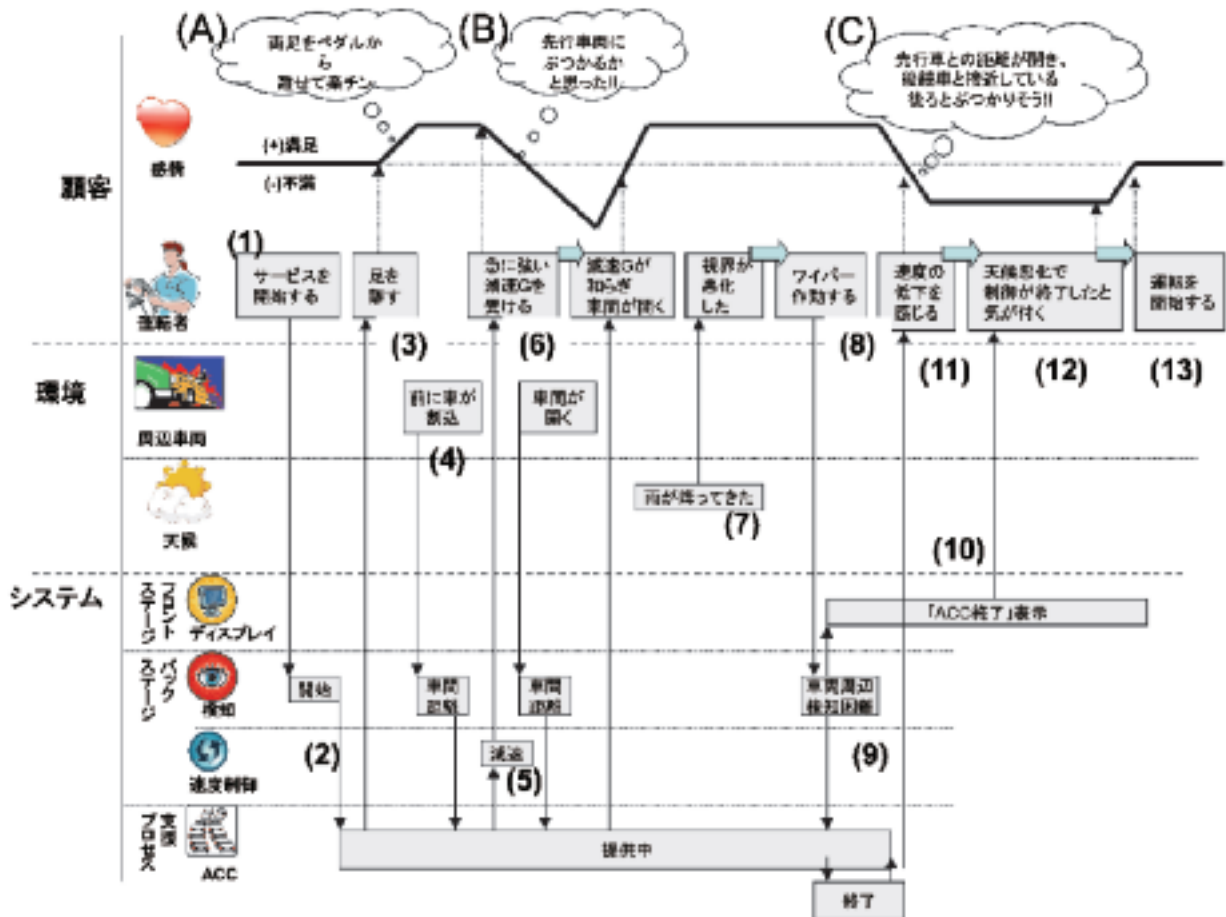 (A)
両足をペダルか
ら
離せて楽チン
(B)
先行車両に
ぶつかるか
と思った!!
(C)
先行車との距離が開き、
後続車と接近している
後ろとぶつかりそう!!
顧客
感情
(+)満足
(-)不満
運転者
(1)
サービスを
開始する
足を
離す
急に強い
減速Gを
受ける
減速Gが
和らぎ
車間が開く
視界が
悪化
した
ワイパー
作動する
速度の
低下を
感じる
天候悪化で
制御が終了したと
気が付く
運転を
開始する
(3)
(6)
(8)
(11)
(12)
(13)
環境
周辺車両
前に車が
割込
車間が
開く
(4)
天候
雨が降ってきた
(7)
(10)
システム
フロント
ステージ
ディスプレイ
「ACC終了」表示
バック
ステージ
検知
開始
車間
距離
車間
距離
車両周辺
検知困難
(2)
減速
(5)
(9)
速度制御
支援
プロセス
ACC
提供中
終了